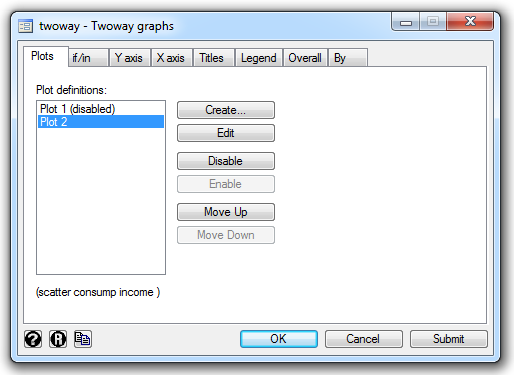 twoway - Twoway graphs
Plots if/in Y axis X axis Titles Legend Overall By
Plot definitions:
Plot 1 (disabled)
Plot 2
Create...
Edit
Disable
Enable
Move Up
Move Down
(scatter consump income )
? R OK Cancel Submit